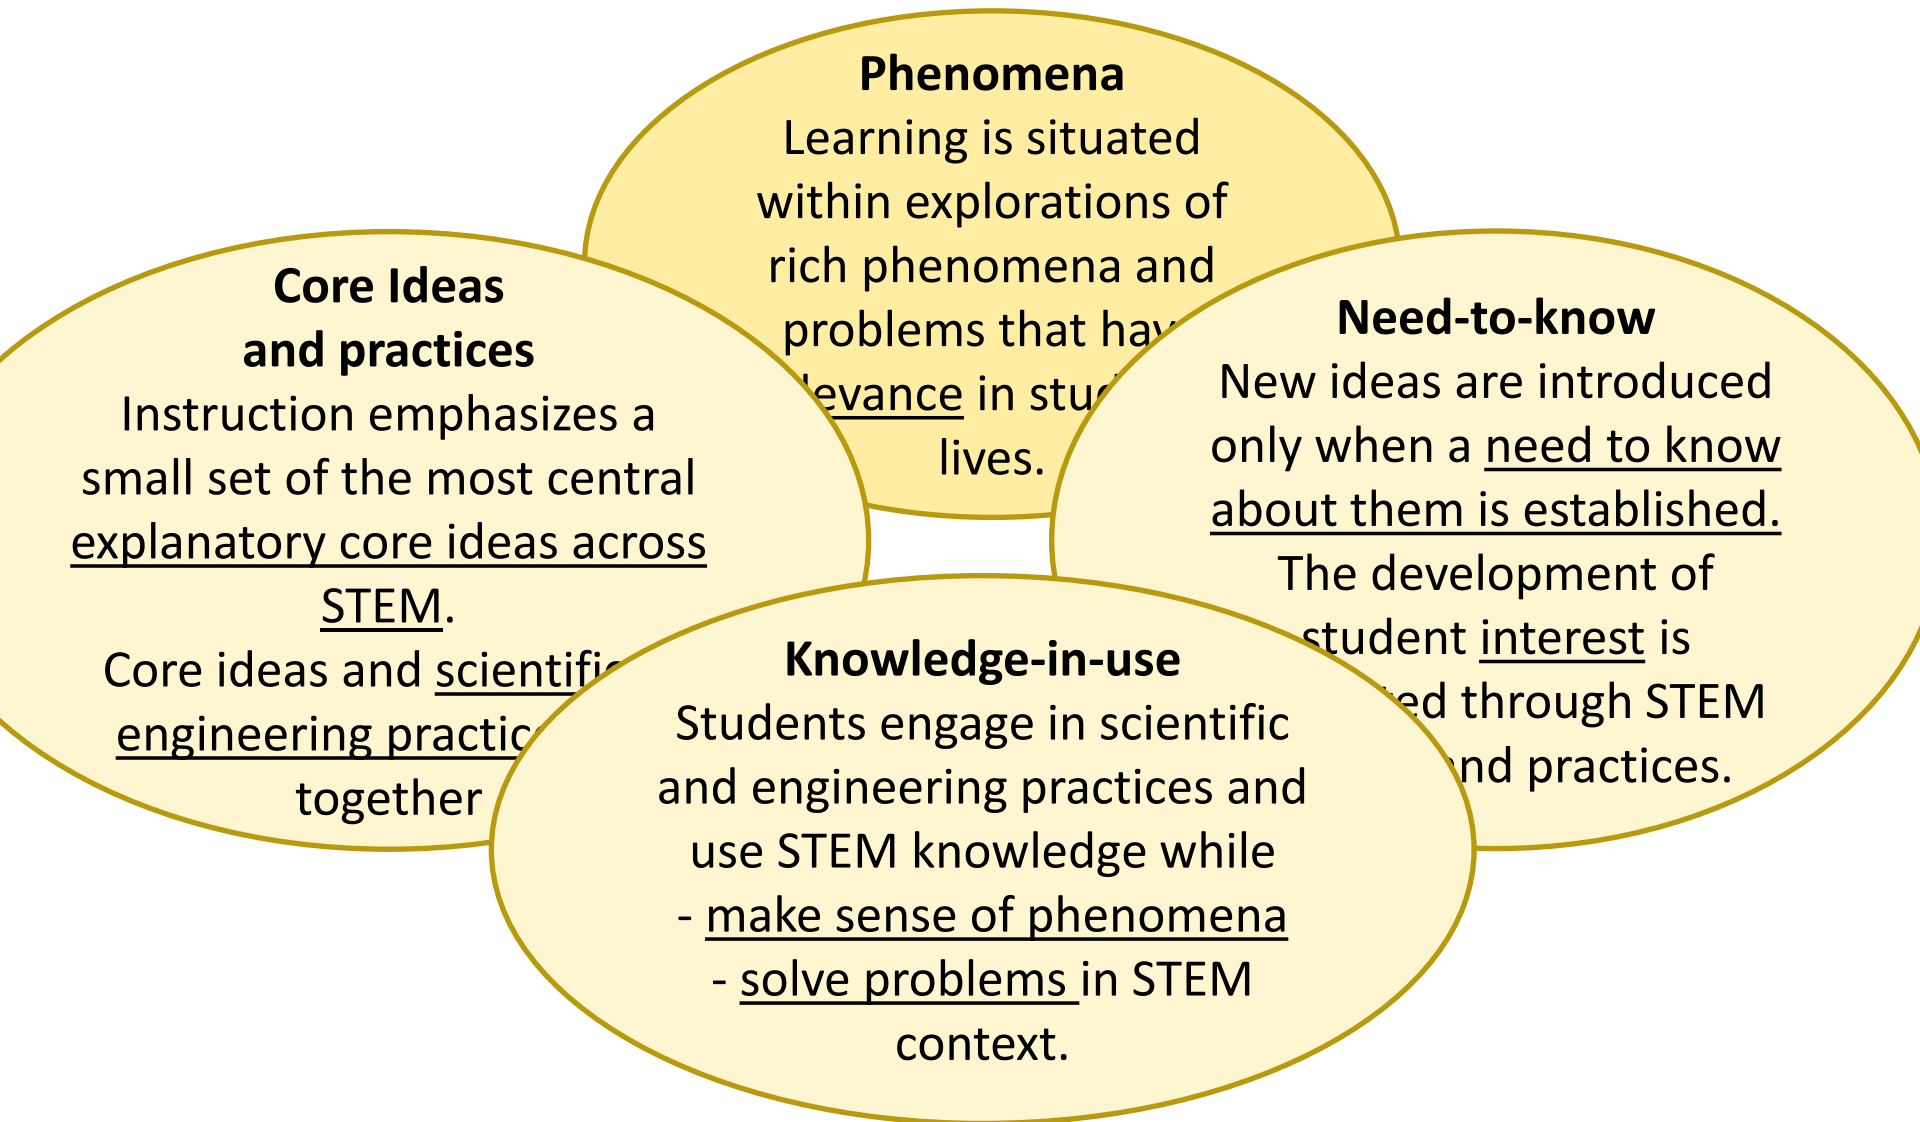 Phenomena
Learning is situated
within explorations of
rich phenomena and
problems that
in
lives.
Core Ideas
and practices
Instruction emphasizes a
small set of the most central
explanatory core ideas across
STEM.
Core ideas and
engineering
together
Need-to-know
New ideas are introduced
only when a need to know
about them is established.
The development of
student interest is
through STEM
practices.
Knowledge-in-use
Students engage in scientific
and engineering practices and
use STEM knowledge while
- make sense of phenomena
- solve problems in STEM
context.